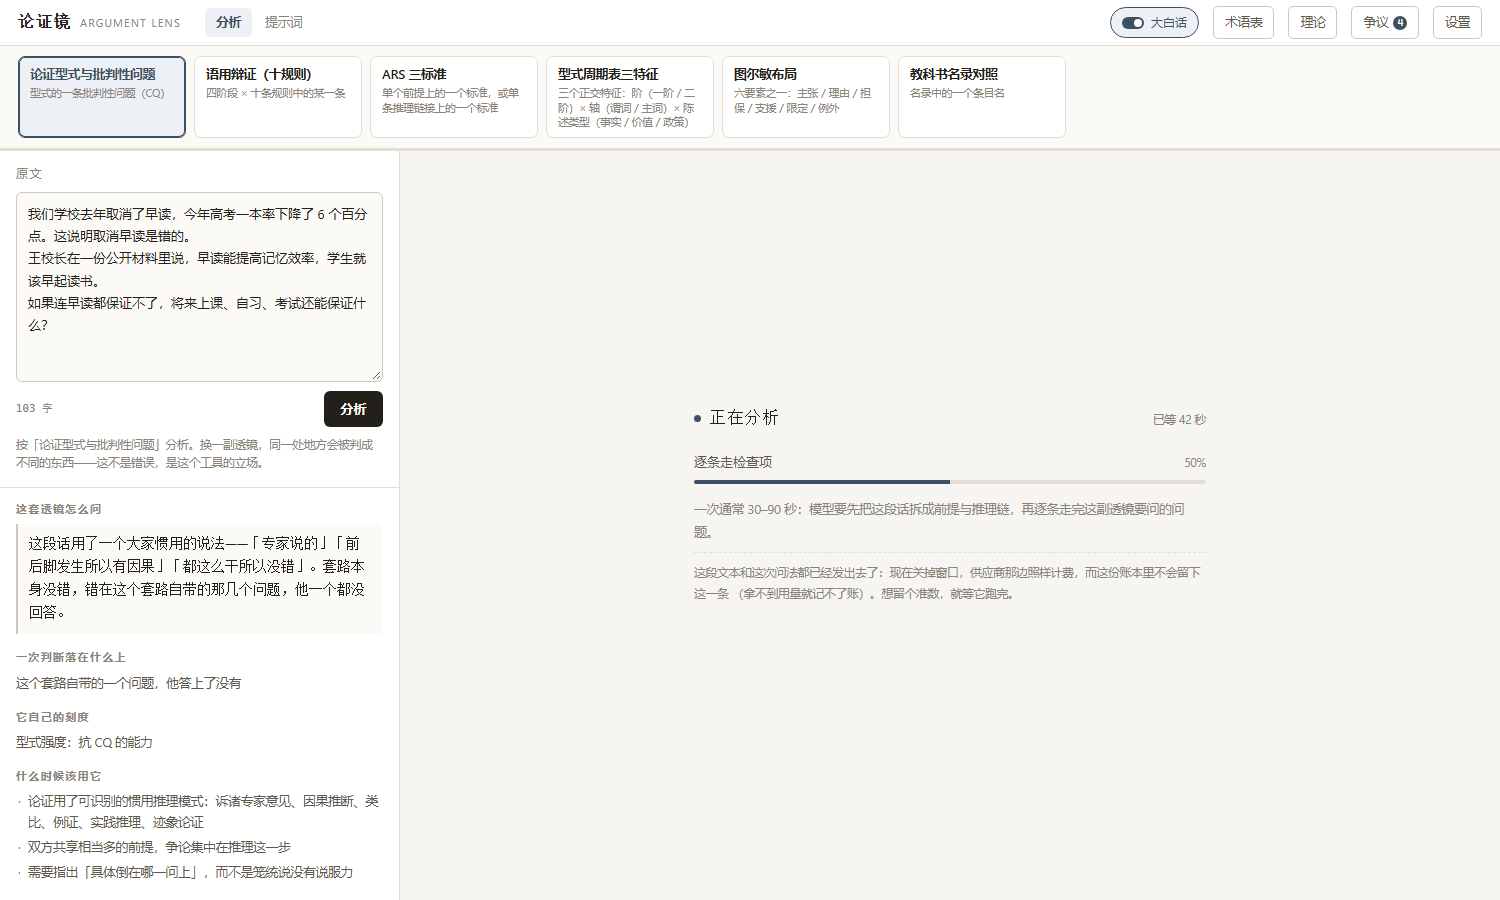 论证镜 ARGUMENT LENS 分析 提示词 大白话 术语表 理论 争议 4 设置
论证型式与批判性问题
型式的一条批判性问题（CQ）
语用辩证（十规则）
四阶段 × 十条规则中的某一条
ARS 三标准
单个前提上的一个标准，或单
条推理链接上的一个标准
型式周期表三特征
三个正交特征：阶（一阶 / 二
阶）× 轴（谓词 / 主词）× 陈
述类型（事实 / 价值 / 政策）
图尔敏布局
六要素之一：主张 / 理由 / 担
保 / 支援 / 限定 / 例外
教科书名录对照
名录中的一个条目名
原文
我们学校去年取消了早读，今年高考一本率下降了 6 个百分
点。这说明取消早读是错的。
王校长在一份公开材料里说，早读能提高记忆效率，学生就
该早起读书。
如果连早读都保证不了，将来上课、自习、考试还能保证什
么？
103 字
分析
按「论证型式与批判性问题」分析。换一副透镜，同一处地方会被判成
不同的东西——这不是错误，是这个工具的立场。
这套透镜怎么问
这段话用了一个大家惯用的说法——「专家说的」「前
后脚发生所以有因果」「都这么干所以没错」。套路本
身没错，错在这个套路自带的那几个问题，他一个都没
回答。
一次判断落在什么上
这个套路自带的一个问题，他答上了没有
它自己的刻度
型式强度：抗 CQ 的能力
什么时候该用它
· 论证用了可识别的惯用推理模式：诉诸专家意见、因果推断、类
比、例证、实践推理、迹象论证
· 双方共享相当多的前提，争论集中在推理这一步
· 需要指出「具体倒在哪一问上」，而不是笼统说没有说服力
正在分析
已等 42 秒
逐条走检查项
50%
一次通常 30–90 秒：模型要先把这段话拆成前提与推理链，再逐条走完这副透镜要问的问
题。
这段文本和这次问法都已经发出去了：现在关掉窗口，供应商那边照样计费，而这份账本里不会留下
这一条 （拿不到用量就记不了账）。想留个准数，就等它跑完。